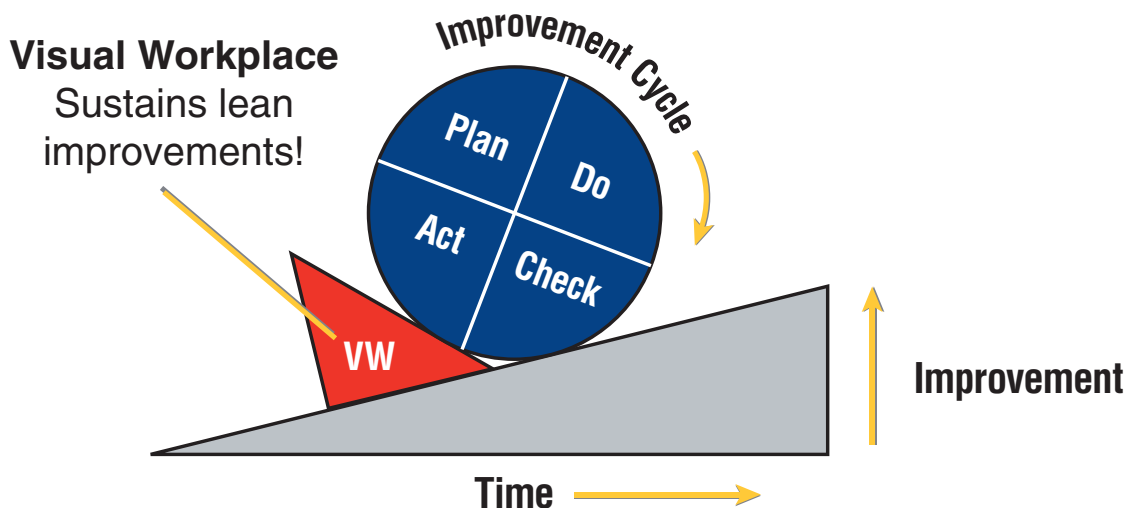 Visual Workplace
Sustains lean
improvements!
Improvement Cycle
Plan
Do
Act
Check
VW
Improvement
Time